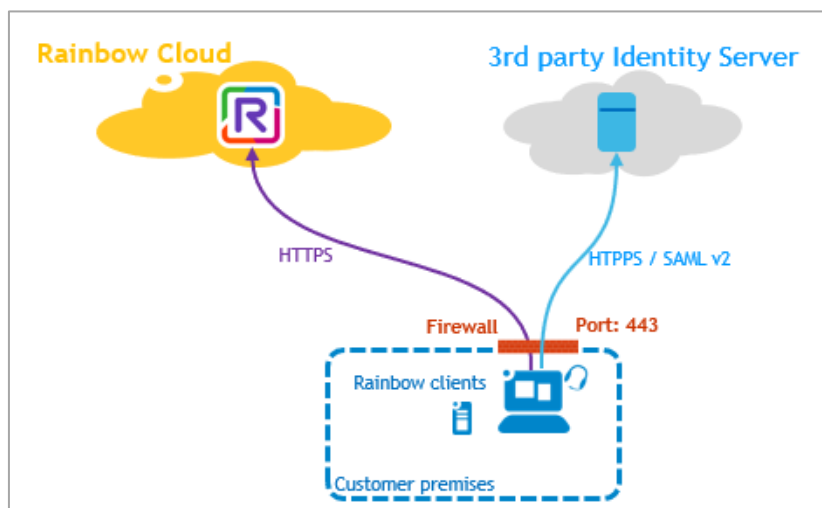 Rainbow Cloud
3rd party Identity Server
R
HTTPS
HTPPS / SAML v2
Firewall
Port: 443
Rainbow clients
Customer premises